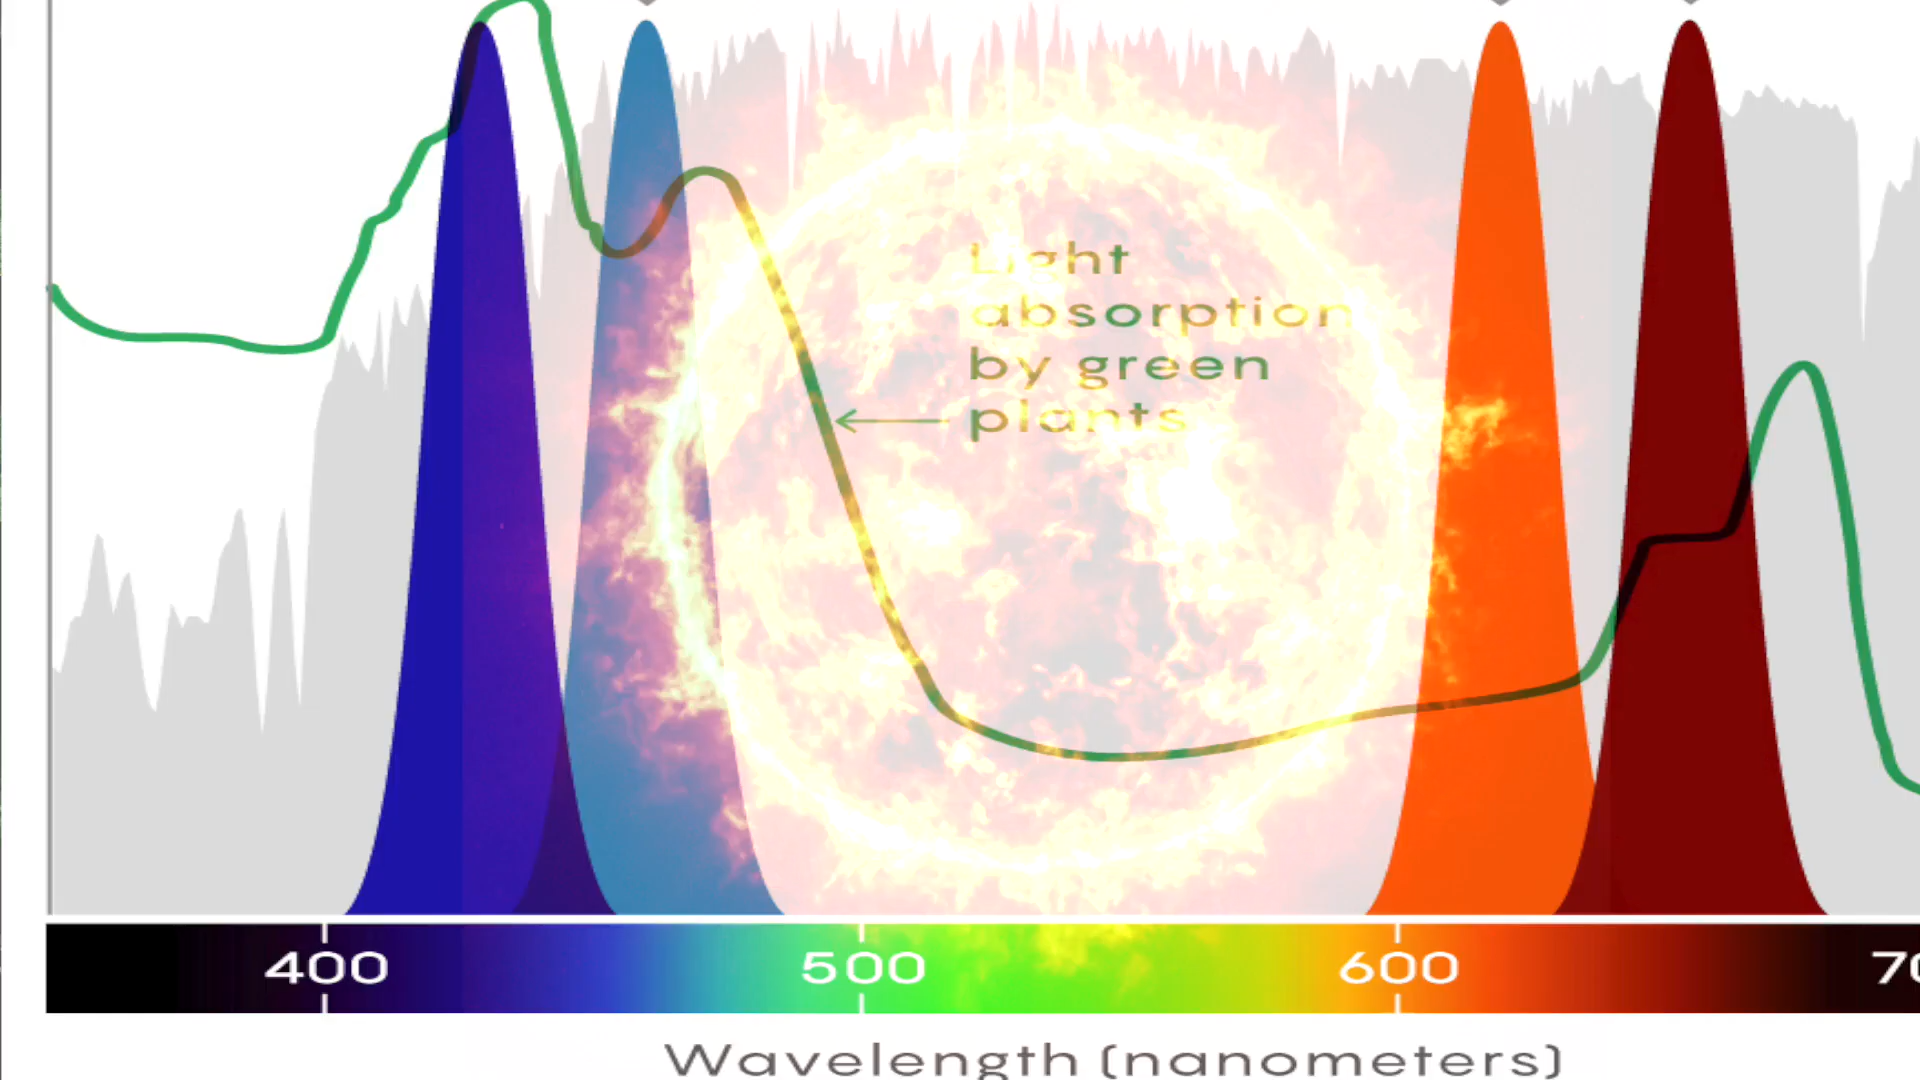 Light
absorption
by green
plants
400 500 600
Wavelength (nanometers)